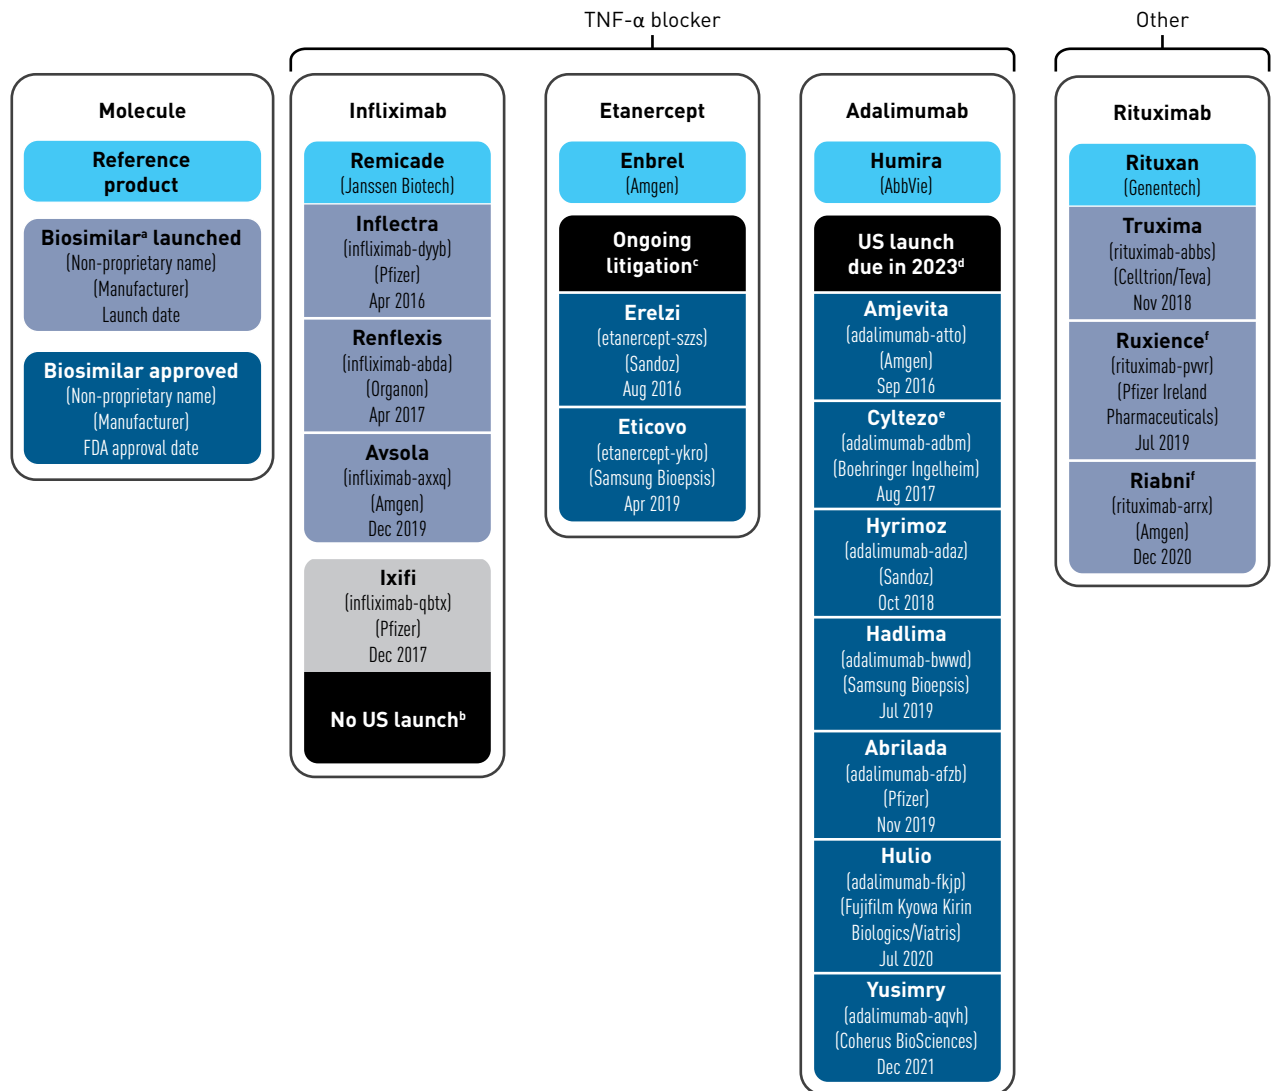 TNF-α blocker
Other
Molecule
Reference
product
Biosimilarᵃ launched
(Non-proprietary name)
(Manufacturer)
Launch date
Biosimilar approved
(Non-proprietary name)
(Manufacturer)
FDA approval date
Infliximab
Remicade
(Janssen Biotech)
Inflectra
(infliximab-dyyb)
(Pfizer)
Apr 2016
Renflexis
(infliximab-abda)
(Organon)
Apr 2017
Avsola
(infliximab-axxq)
(Amgen)
Dec 2019
Ixifi
(infliximab-qbtx)
(Pfizer)
Dec 2017
No US launchᵇ
Etanercept
Enbrel
(Amgen)
Ongoing
litigationᶜ
Erelzi
(etanercept-szzs)
(Sandoz)
Aug 2016
Eticovo
(etanercept-ykro)
(Samsung Bioepsis)
Apr 2019
Adalimumab
Humira
(AbbVie)
US launch
due in 2023ᵈ
Amjevita
(adalimumab-atto)
(Amgen)
Sep 2016
Cyltezoᵉ
(adalimumab-adbm)
(Boehringer Ingelheim)
Aug 2017
Hyrimoz
(adalimumab-adaz)
(Sandoz)
Oct 2018
Hadlima
(adalimumab-bwwd)
(Samsung Bioepsis)
Jul 2019
Abrilada
(adalimumab-afzb)
(Pfizer)
Nov 2019
Hulio
(adalimumab-fkjp)
(Fujifilm Kyowa Kirin
Biologics/Viatris)
Jul 2020
Yusimry
(adalimumab-aqvh)
(Coherus BioSciences)
Dec 2021
Rituximab
Rituxan
(Genentech)
Truxima
(rituximab-abbs)
(Celltrion/Teva)
Nov 2018
Ruxienceᶠ
(rituximab-pvvr)
(Pfizer Ireland
Pharmaceuticals)
Jul 2019
Riabniᶠ
(rituximab-arrx)
(Amgen)
Dec 2020